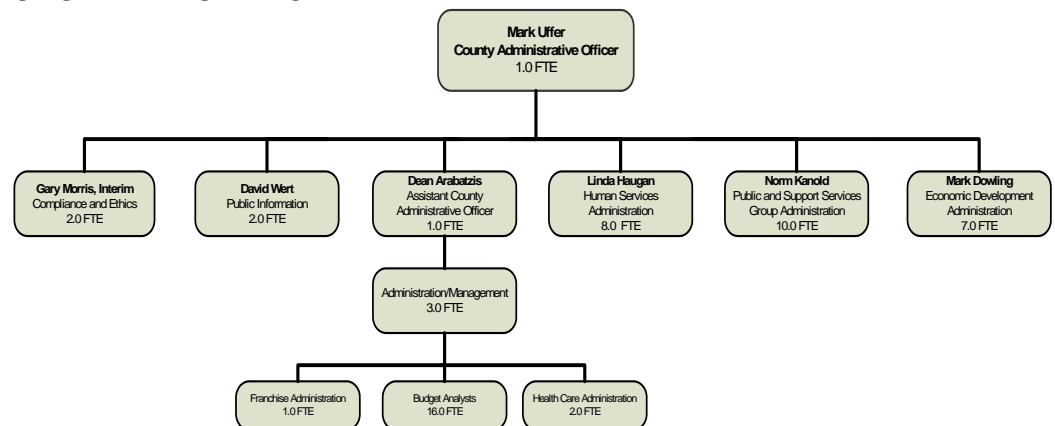 Mark Uffer
County Administrative Officer
1.0 FTE
Gary Morris, Interim
Compliance and Ethics
2.0 FTE
David Wert
Public Information
2.0 FTE
Dean Arabatzis
Assistant County
Administrative Officer
1.0 FTE
Linda Haugan
Human Services
Administration
8.0 FTE
Norm Kanold
Public and Support Services
Group Administration
10.0 FTE
Mark Dowling
Economic Development
Administration
7.0 FTE
Administration/Management
3.0 FTE
Franchise Administration
1.0 FTE
Budget Analysts
16.0 FTE
Health Care Administration
2.0 FTE